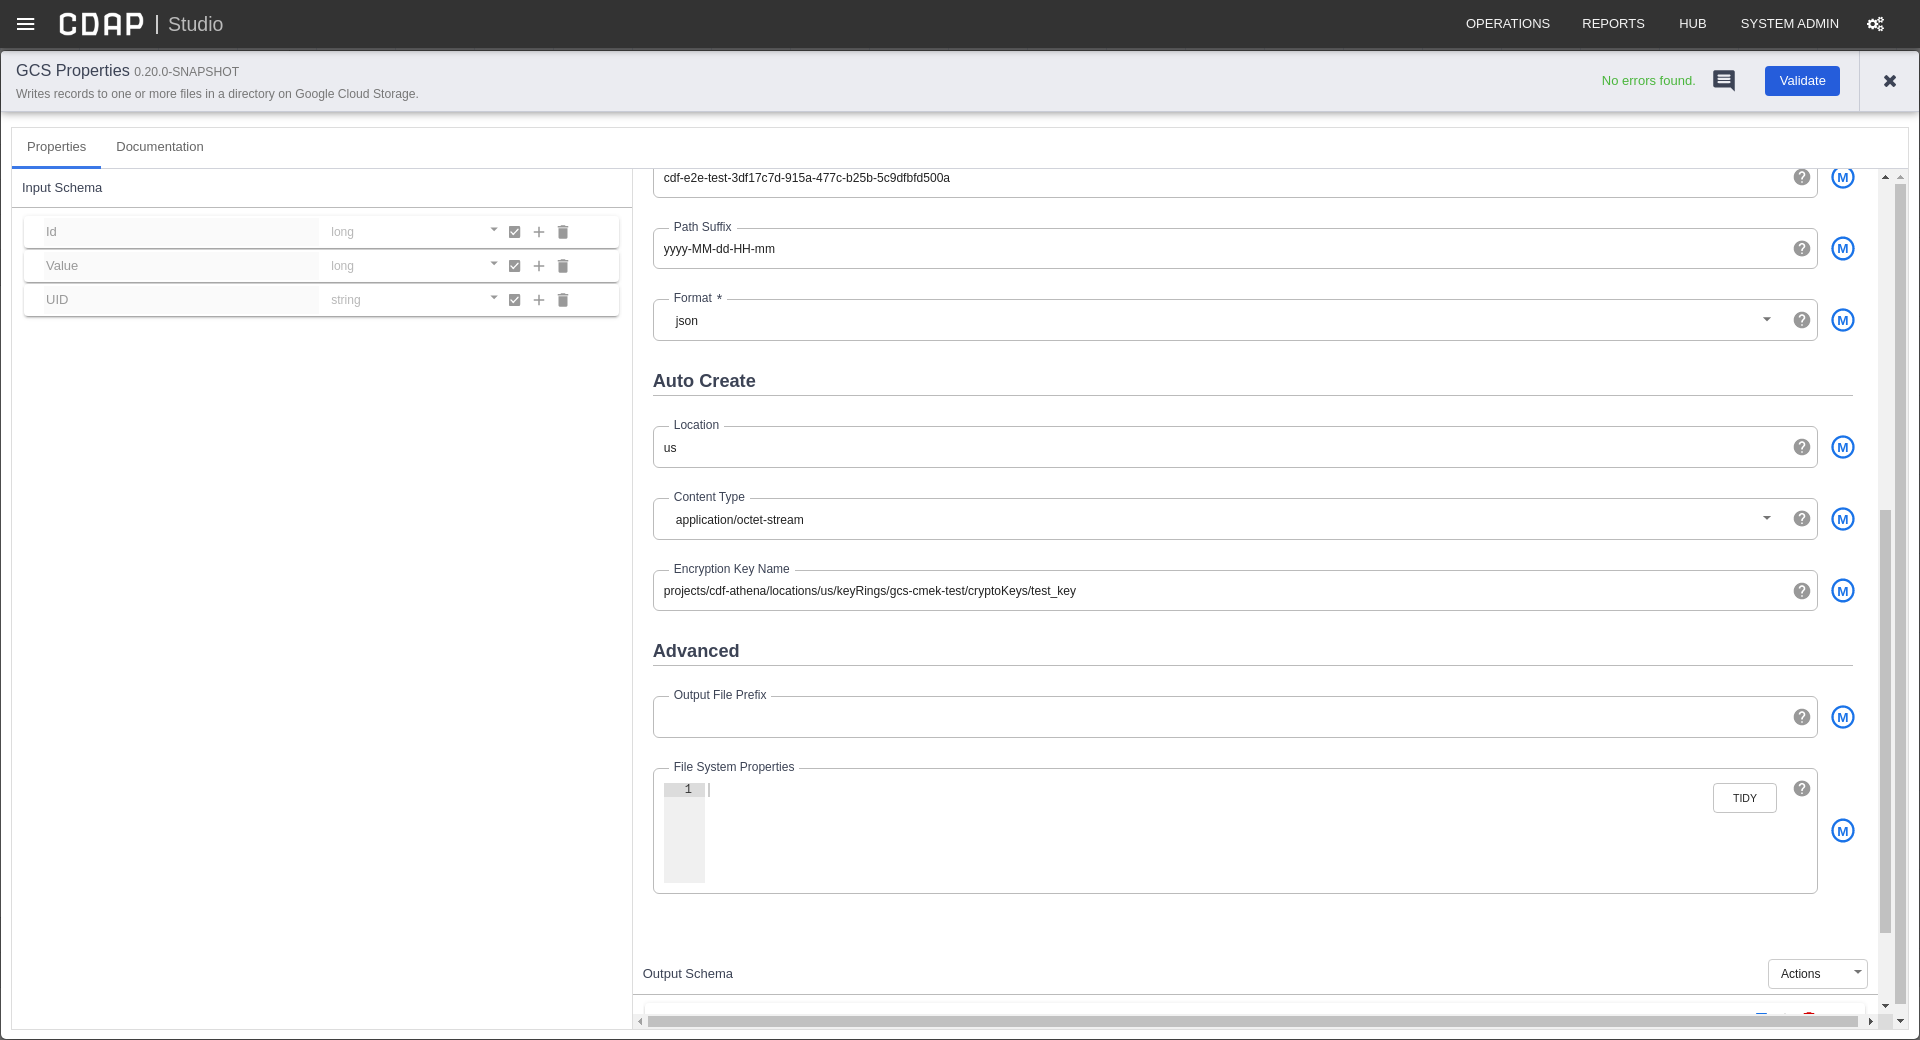 CDAP | Studio
OPERATIONS REPORTS HUB SYSTEM ADMIN
GCS Properties 0.20.0-SNAPSHOT
Writes records to one or more files in a directory on Google Cloud Storage.
No errors found.
Validate
Properties Documentation
Input Schema
Id long
Value long
UID string
cdf-e2e-test-3df17c7d-915a-477c-b25b-5c9dfbfd500a
M
Path Suffix
yyyy-MM-dd-HH-mm
M
Format *
json
M
Auto Create
Location
us
M
Content Type
application/octet-stream
M
Encryption Key Name
projects/cdf-athena/locations/us/keyRings/gcs-cmek-test/cryptoKeys/test_key
M
Advanced
Output File Prefix
M
File System Properties
1
TIDY
M
Output Schema
Actions